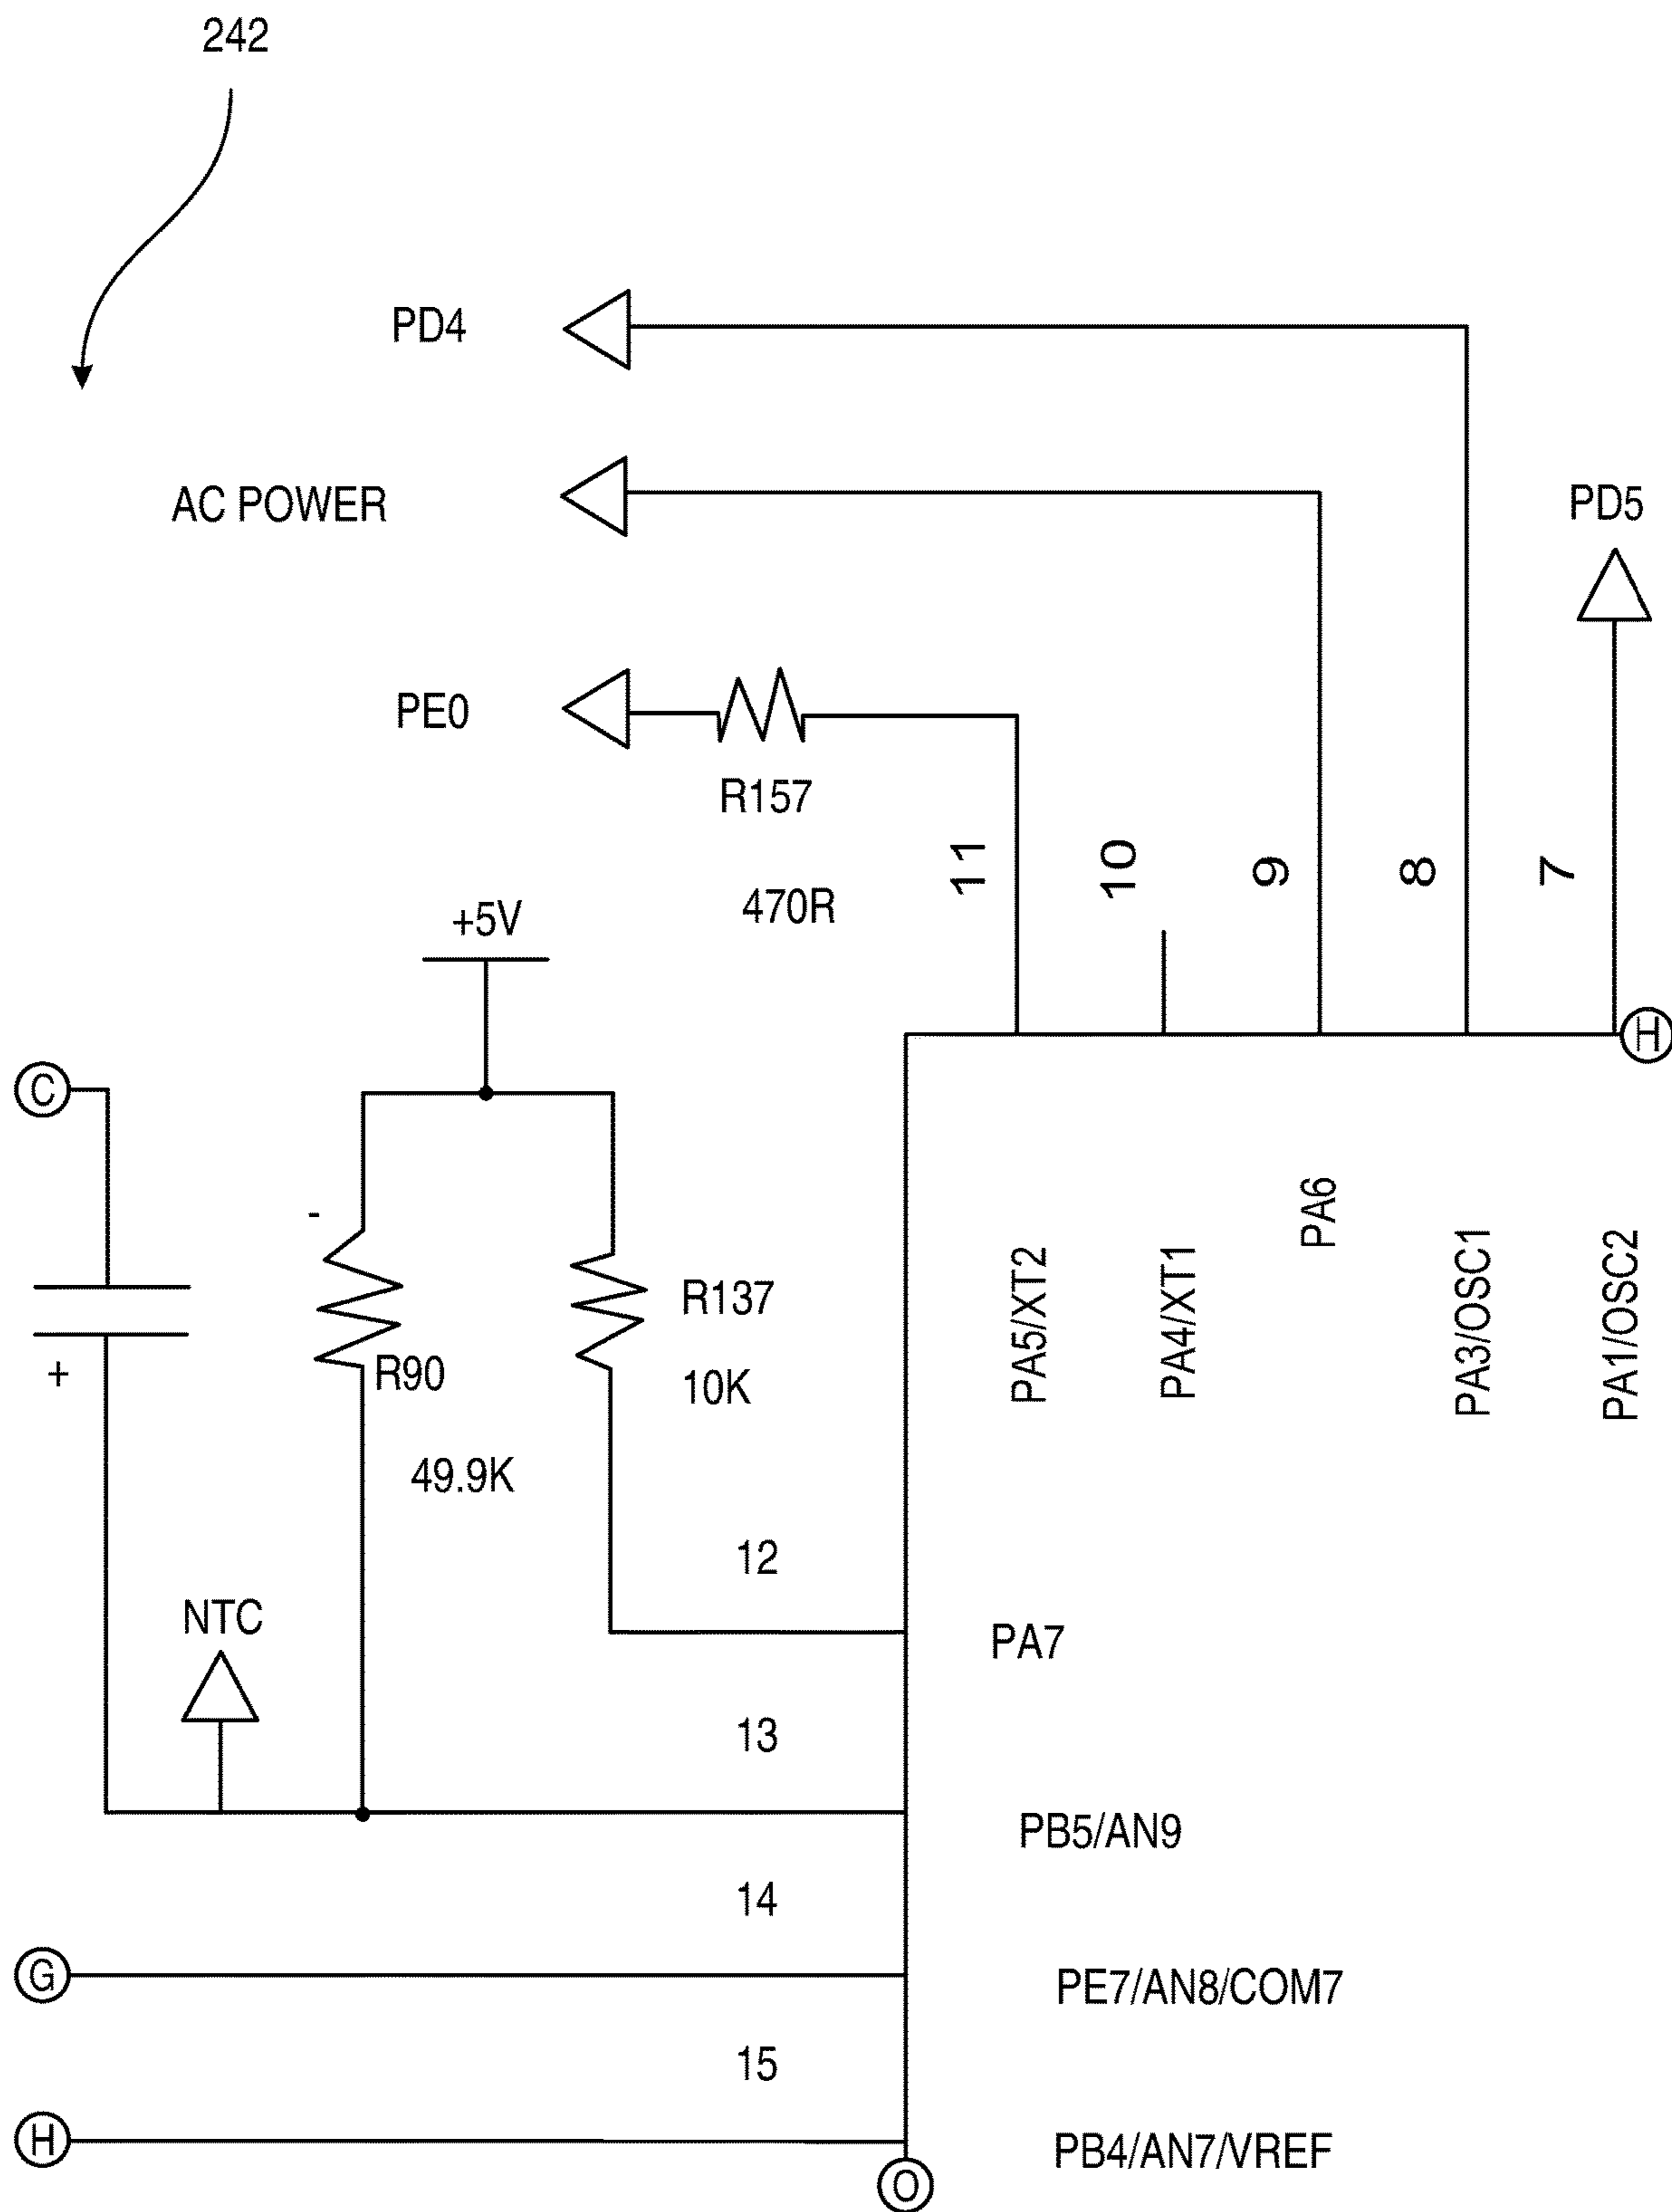 242
PD4
AC POWER
PD5
PE0
R157
470R
11
10
9
8
7
+5V
H
C
-
+
R90
49.9K
R137
10K
PA5/XT2
PA4/XT1
PA6
PA3/OSC1
PA1/OSC2
12
NTC
PA7
13
PB5/AN9
14
G
PE7/AN8/COM7
15
H
PB4/AN7/VREF
O